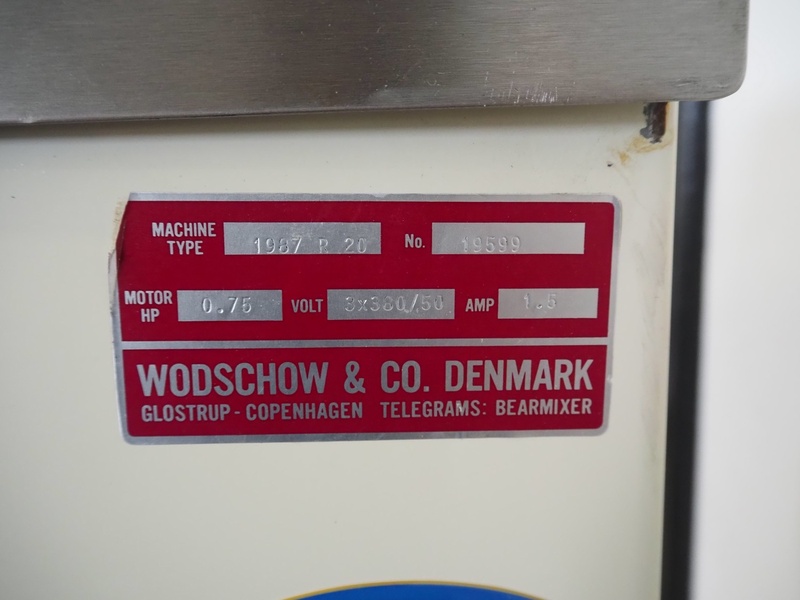 MACHINE TYPE 1987 R 20 No. 19599
MOTOR HP 0.75 VOLT 3x380/50 AMP 1.5
WODSCHOW & CO. DENMARK
GLOSTRUP - COPENHAGEN TELEGRAMS: BEARMIXER